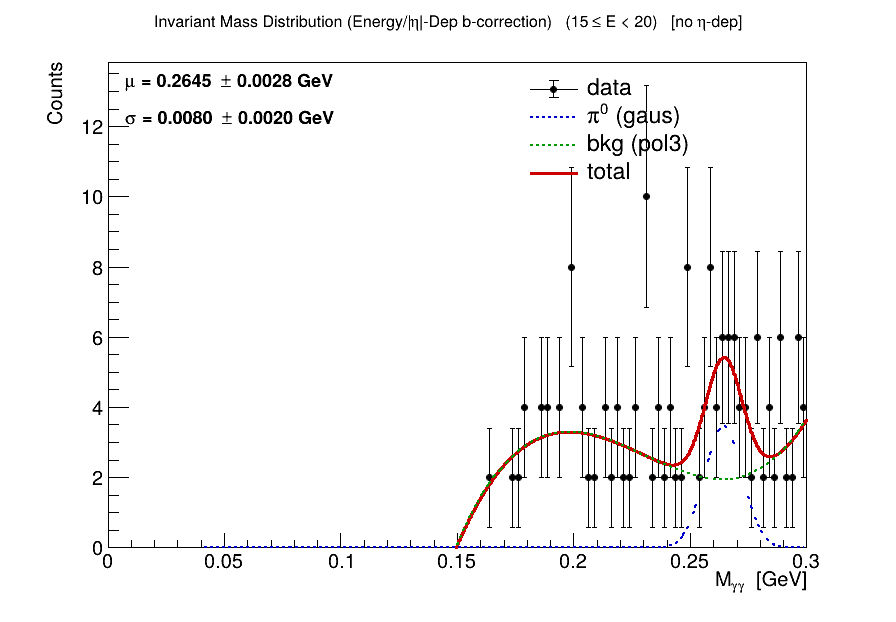 Invariant Mass Distribution (Energy/|η|-Dep b-correction)   (15 ≤ E < 20)   [no η-dep]
Counts
μ = 0.2645 ± 0.0028 GeV
σ = 0.0080 ± 0.0020 GeV
data
π⁰ (gaus)
bkg (pol3)
total
12
10
8
6
4
2
0
0 0.05 0.1 0.15 0.2 0.25 0.3
Mγγ [GeV]